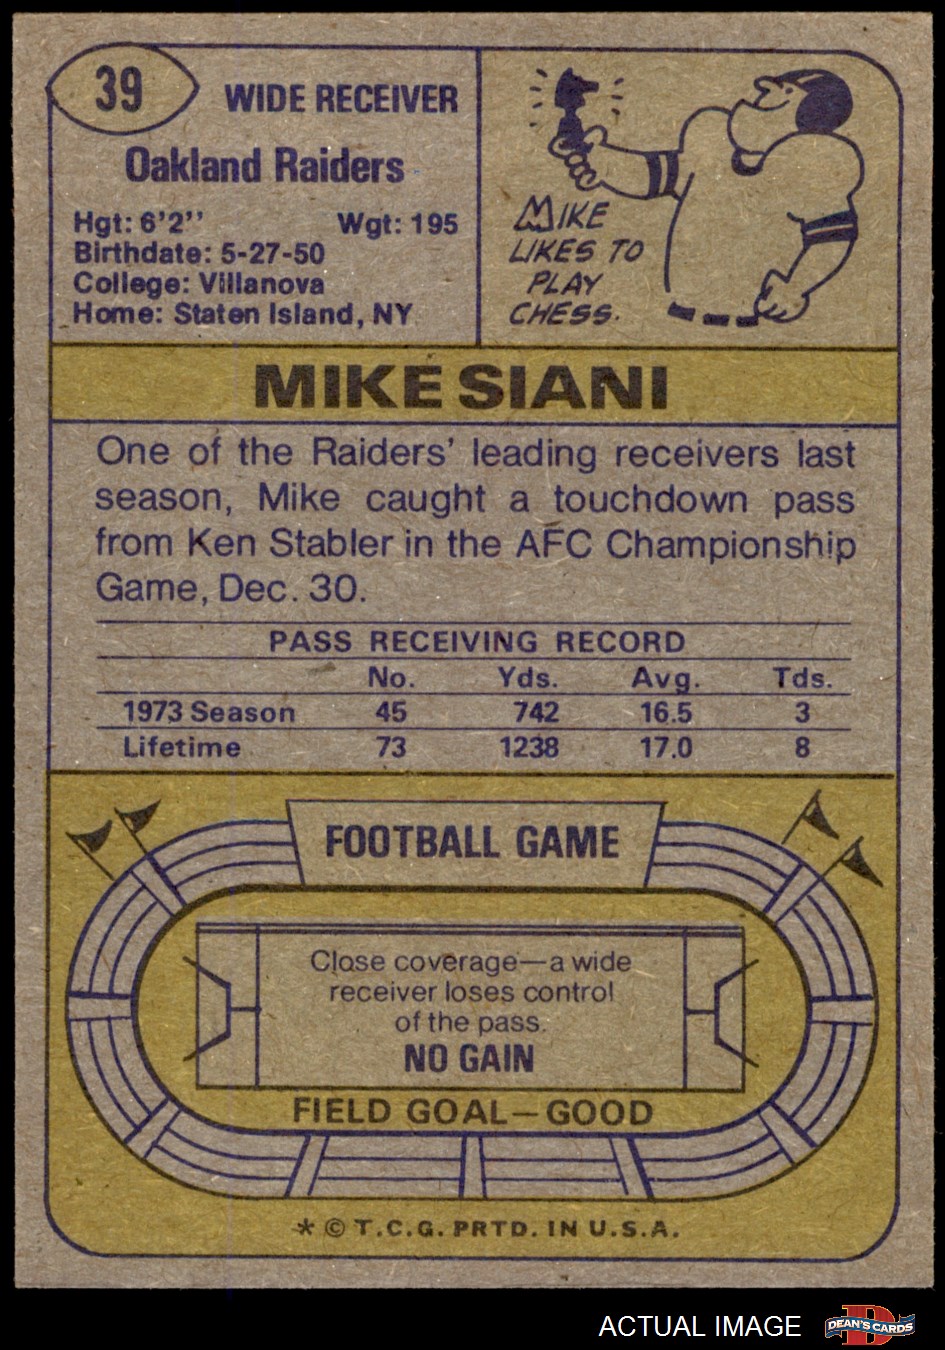 39
WIDE RECEIVER
Oakland Raiders
Hgt: 6'2'' Wgt: 195
Birthdate: 5-27-50
College: Villanova
Home: Staten Island, NY
MIKE
LIKES TO
PLAY
CHESS.
MIKE SIANI
One of the Raiders' leading receivers last
season, Mike caught a touchdown pass
from Ken Stabler in the AFC Championship
Game, Dec. 30.
PASS RECEIVING RECORD
No. Yds. Avg. Tds.
1973 Season 45 742 16.5 3
Lifetime 73 1238 17.0 8
FOOTBALL GAME
Close coverage—a wide
receiver loses control
of the pass.
NO GAIN
FIELD GOAL—GOOD
* © T.C.G. PRTD. IN U.S.A.
ACTUAL IMAGE
D
DEAN'S CARDS